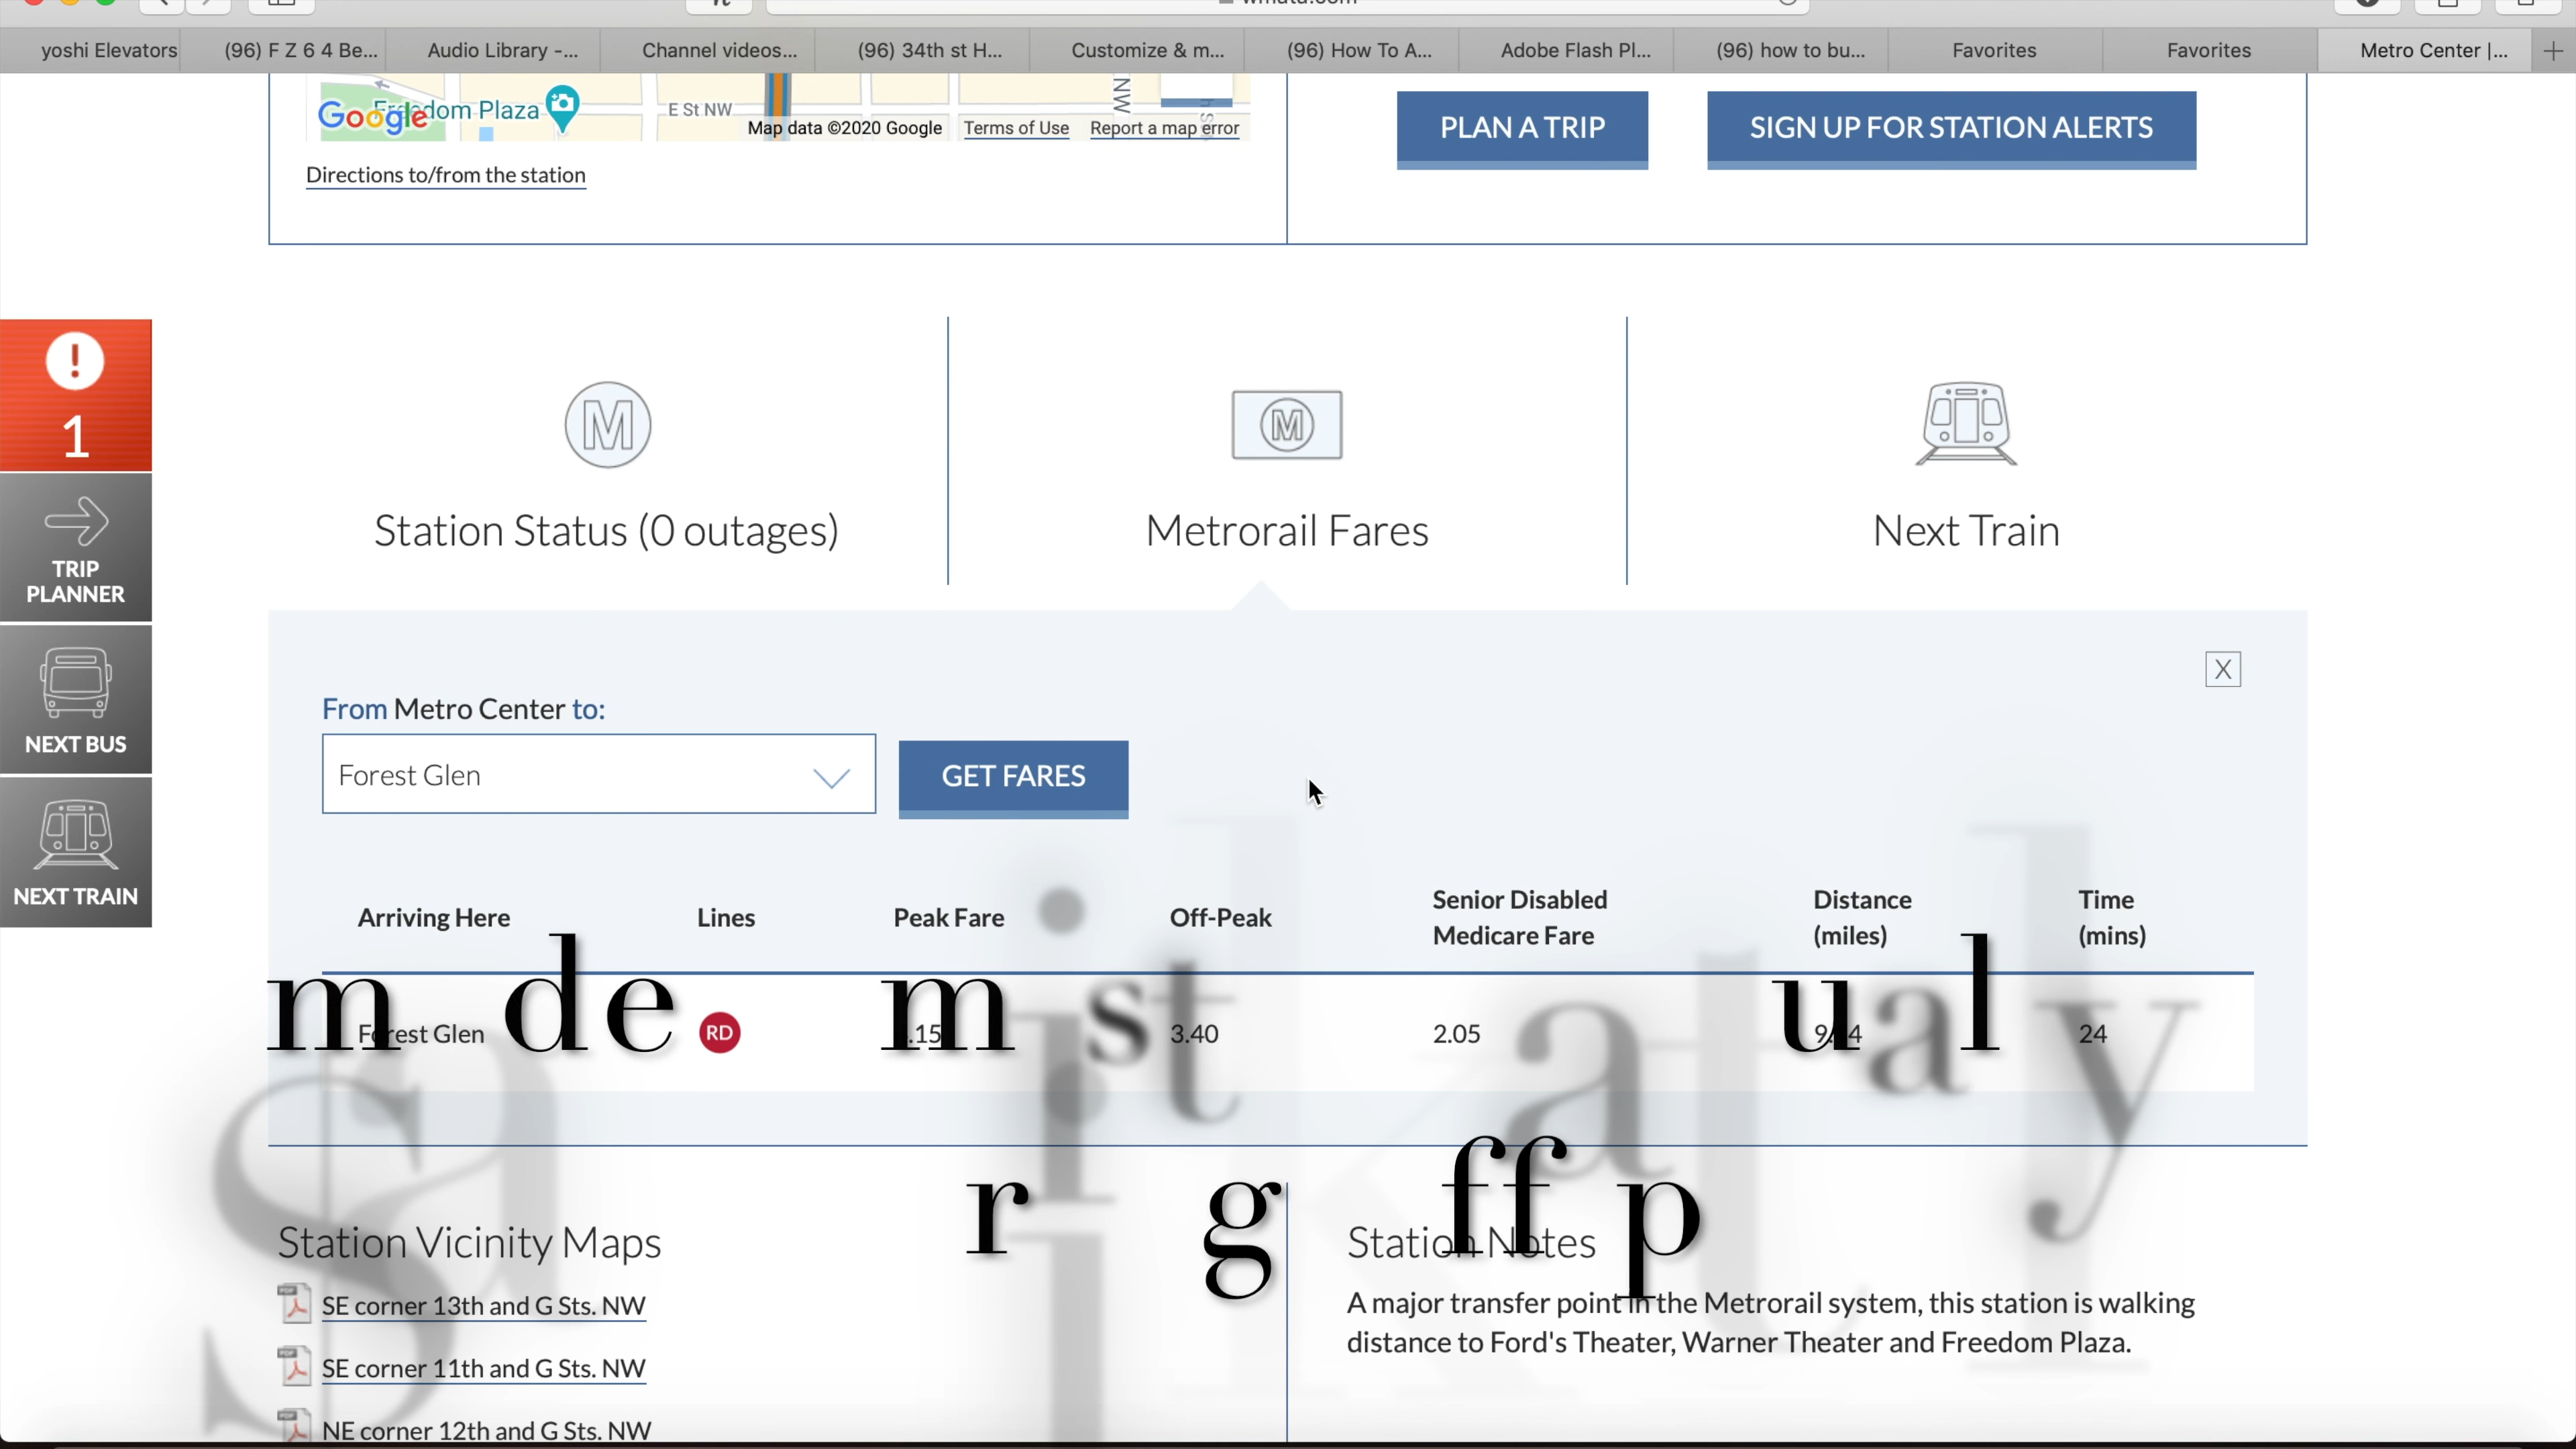 wmata.com
yoshi Elevators
(96) F Z 6 4 Be...
Audio Library -...
Channel videos...
(96) 34th st H...
Customize & m...
(96) How To A...
Adobe Flash Pl...
(96) how to bu...
Favorites
Favorites
Metro Center |...
Google
E St NW
NW
Map data ©2020 Google
Terms of Use
Report a map error
Directions to/from the station
PLAN A TRIP
SIGN UP FOR STATION ALERTS
!
1
TRIP
PLANNER
NEXT BUS
NEXT TRAIN
M
Station Status (0 outages)
M
Metrorail Fares
Next Train
X
From Metro Center to:
Forest Glen
GET FARES
Arriving Here
Lines
Peak Fare
Off-Peak
Senior Disabled
Medicare Fare
Distance
(miles)
Time
(mins)
Forest Glen
RD
3.40
2.05
24
Station Vicinity Maps
SE corner 13th and G Sts. NW
SE corner 11th and G Sts. NW
NE corner 12th and G Sts. NW
Station Notes
A major transfer point in the Metrorail system, this station is walking
distance to Ford's Theater, Warner Theater and Freedom Plaza.